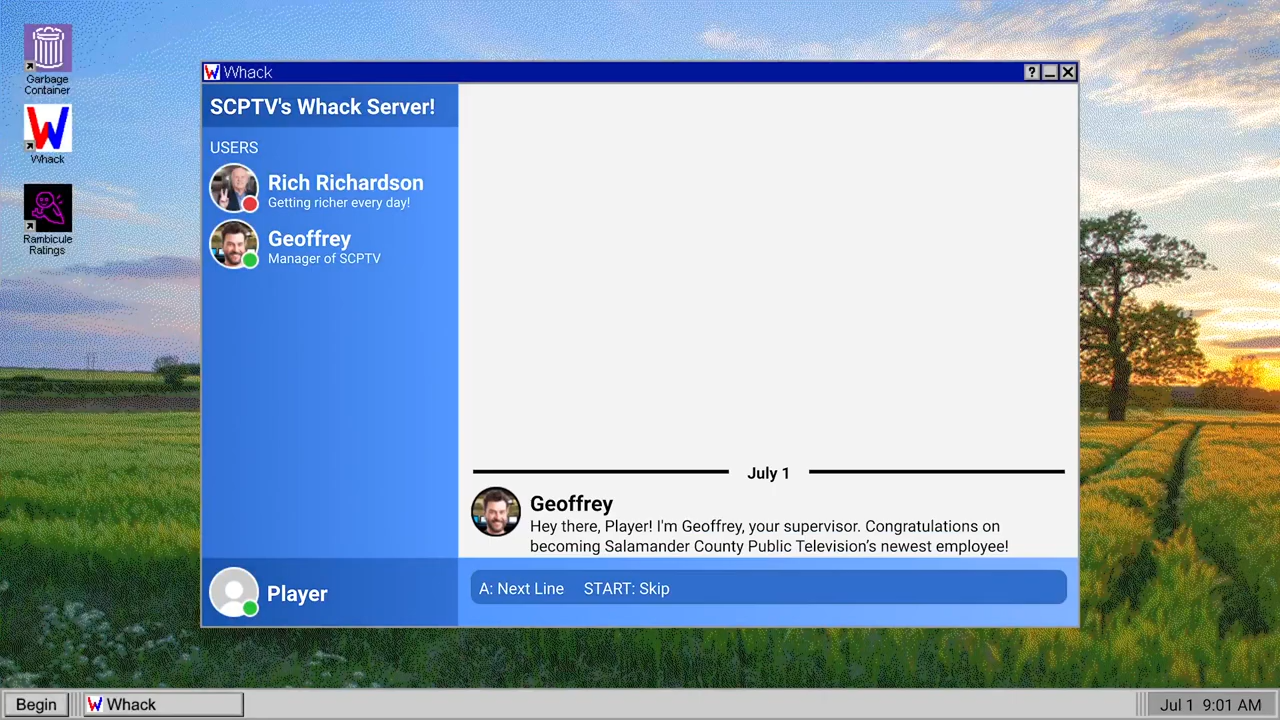 Garbage
Container
Whack
Rambicule
Ratings
Whack
SCPTV's Whack Server!
USERS
Rich Richardson
Getting richer every day!
Geoffrey
Manager of SCPTV
Player
July 1
Geoffrey
Hey there, Player! I'm Geoffrey, your supervisor. Congratulations on
becoming Salamander County Public Television's newest employee!
A: Next Line START: Skip
Begin
Whack
Jul 1 9:01 AM